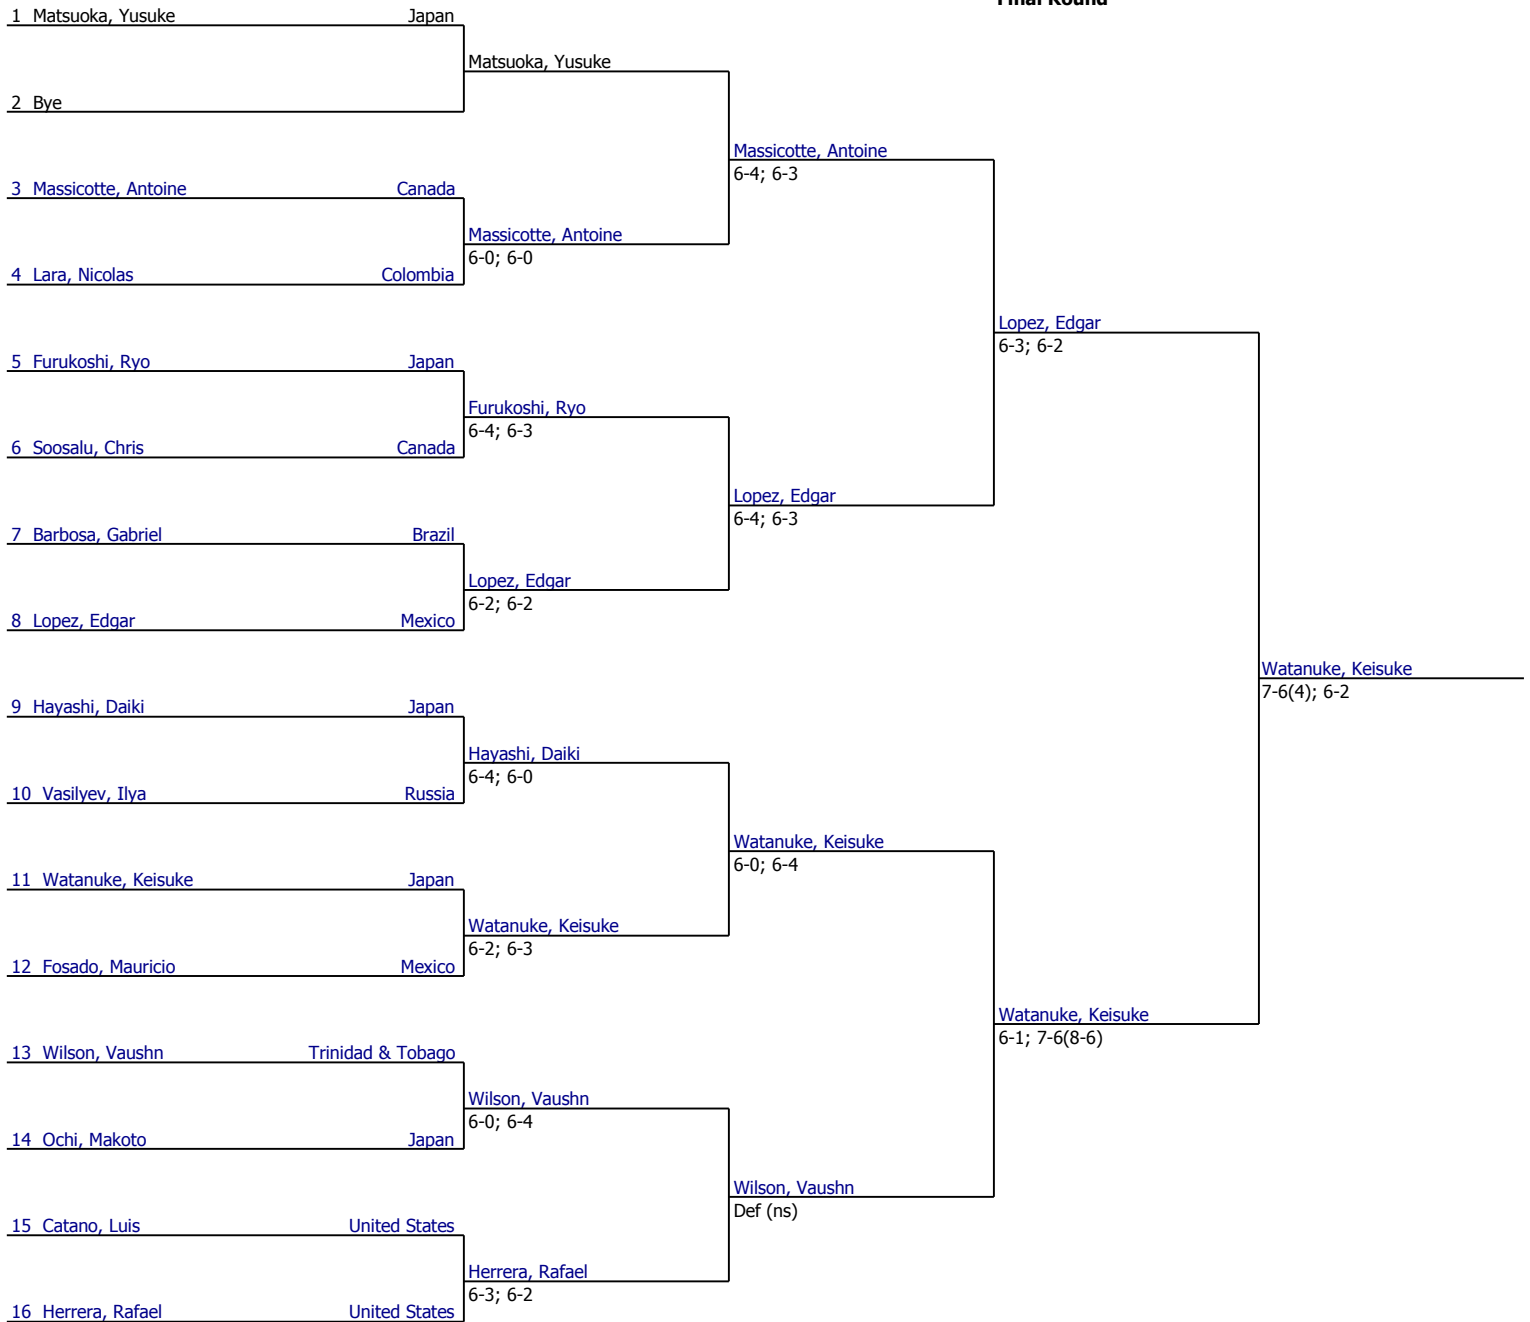 Final Round
1 Matsuoka, Yusuke Japan
Matsuoka, Yusuke
2 Bye
Massicotte, Antoine
6-4; 6-3
3 Massicotte, Antoine Canada
Massicotte, Antoine
6-0; 6-0
4 Lara, Nicolas Colombia
Lopez, Edgar
6-3; 6-2
5 Furukoshi, Ryo Japan
Furukoshi, Ryo
6-4; 6-3
6 Soosalu, Chris Canada
Lopez, Edgar
6-4; 6-3
7 Barbosa, Gabriel Brazil
Lopez, Edgar
6-2; 6-2
8 Lopez, Edgar Mexico
Watanuke, Keisuke
7-6(4); 6-2
9 Hayashi, Daiki Japan
Hayashi, Daiki
6-4; 6-0
10 Vasilyev, Ilya Russia
Watanuke, Keisuke
6-0; 6-4
11 Watanuke, Keisuke Japan
Watanuke, Keisuke
6-2; 6-3
12 Fosado, Mauricio Mexico
Watanuke, Keisuke
6-1; 7-6(8-6)
13 Wilson, Vaushn Trinidad & Tobago
Wilson, Vaushn
6-0; 6-4
14 Ochi, Makoto Japan
Wilson, Vaushn
Def (ns)
15 Catano, Luis United States
Herrera, Rafael
6-3; 6-2
16 Herrera, Rafael United States